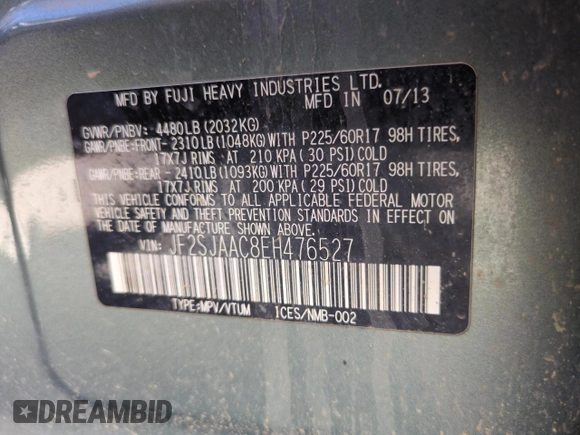 MFD BY FUJI HEAVY INDUSTRIES LTD.
MFD IN 07/13
GVWR/PNBV: 4480LB(2032KG)
GAWR/PNBE:FRONT- 2310LB(1048KG)WITH P225/60R17 98H TIRES,
17X7J RIMS AT 210 KPA( 30 PSI)COLD
GAWR/PNBE:REAR - 2410LB(1093KG)WITH P225/60R17 98H TIRES,
17X7J RIMS AT 200 KPA( 29 PSI)COLD
THIS VEHICLE CONFORMS TO ALL APPLICABLE FEDERAL MOTOR
VEHICLE SAFETY AND THEFT PREVENTION STANDARDS IN EFFECT ON
THE DATE OF MANUFACTURE SHOWN ABOVE.
VIN: JF2SJAAC8EH476527
TYPE:MPV/VTUM ICES/NMB-002
DREAMBID
DREAMBID.COM